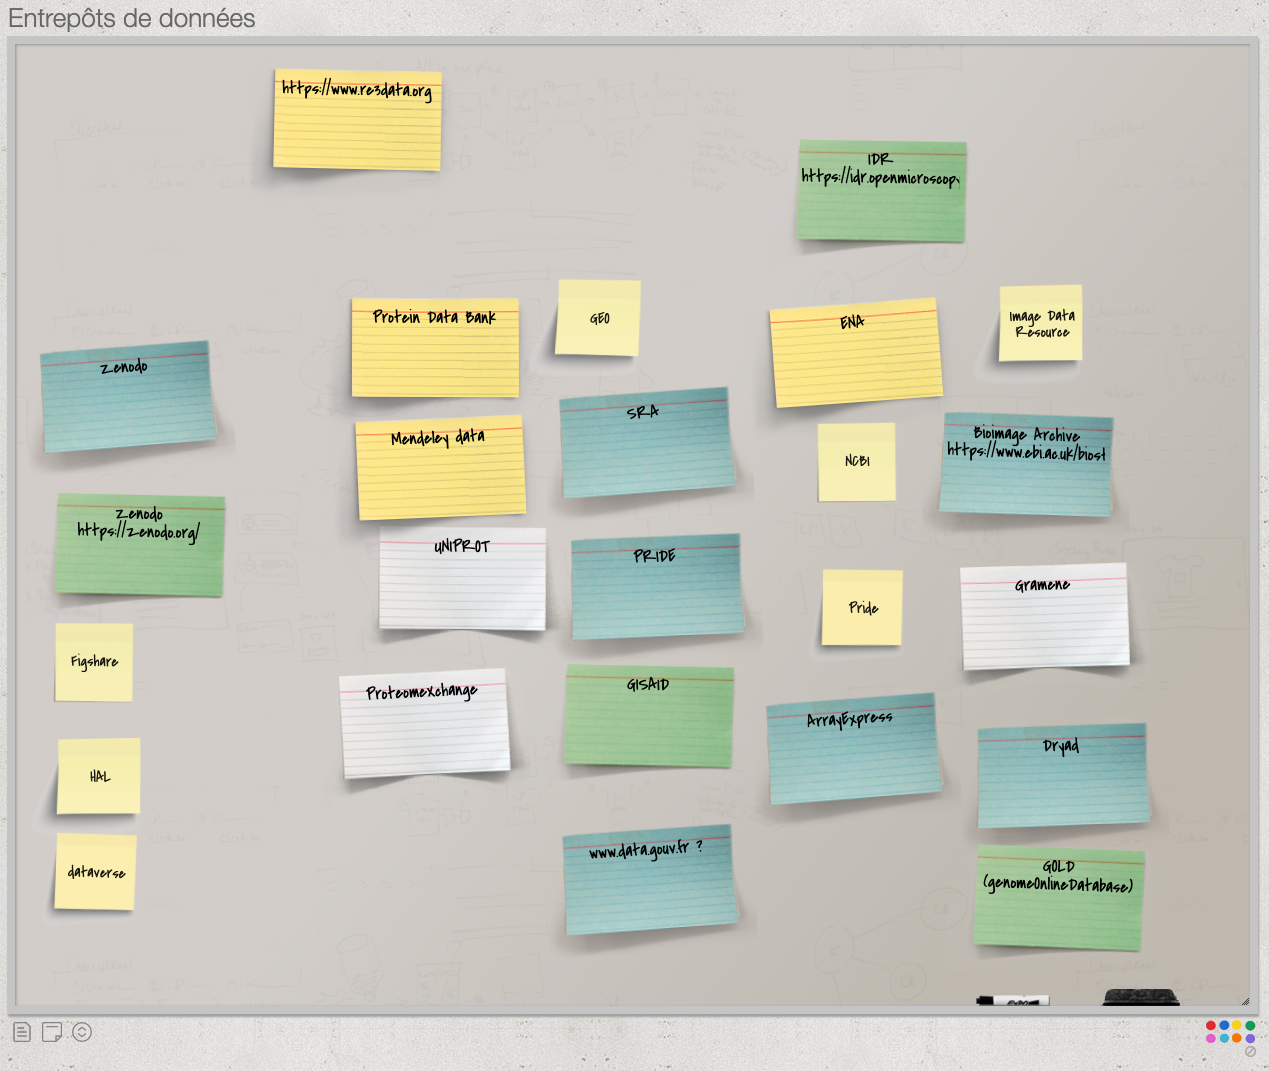 Entrepôts de données
https://www.re3data.org
IDR
https://idr.openmicroscopy
Protein Data Bank
GEO
ENA
Image Data
Resource
Zenodo
Mendeley data
SRA
NCBI
Bioimage Archive
https://www.ebi.ac.uk/biost
Zenodo
https://zenodo.org/
UNIPROT
PRIDE
Pride
Gramene
Figshare
ProteomeXchange
GISAID
ArrayExpress
Dryad
HAL
dataverse
www.data.gouv.fr ?
GOLD
(genomeOnlineDatabase)